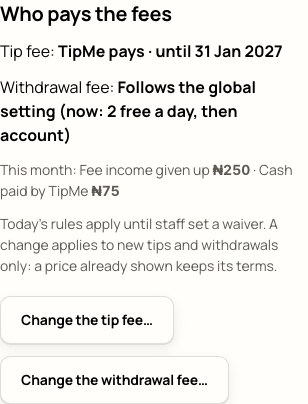 Who pays the fees
Tip fee: TipMe pays · until 31 Jan 2027
Withdrawal fee: Follows the global
setting (now: 2 free a day, then
account)
This month: Fee income given up ₦250 · Cash
paid by TipMe ₦75
Today's rules apply until staff set a waiver. A
change applies to new tips and withdrawals
only: a price already shown keeps its terms.
Change the tip fee…
Change the withdrawal fee…